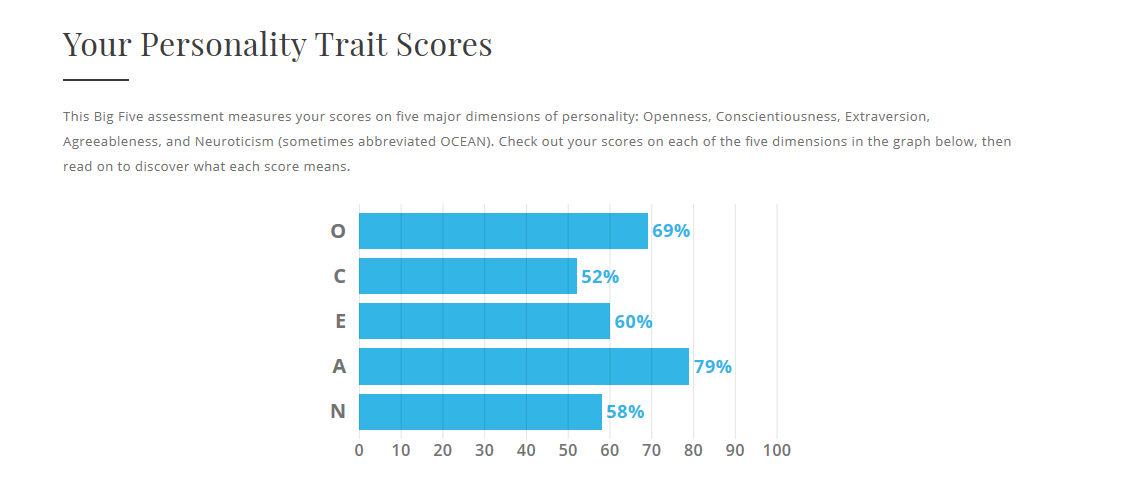 Your Personality Trait Scores
This Big Five assessment measures your scores on five major dimensions of personality: Openness, Conscientiousness, Extraversion,
Agreeableness, and Neuroticism (sometimes abbreviated OCEAN). Check out your scores on each of the five dimensions in the graph below, then
read on to discover what each score means.
O 69%
C 52%
E 60%
A 79%
N 58%
0 10 20 30 40 50 60 70 80 90 100